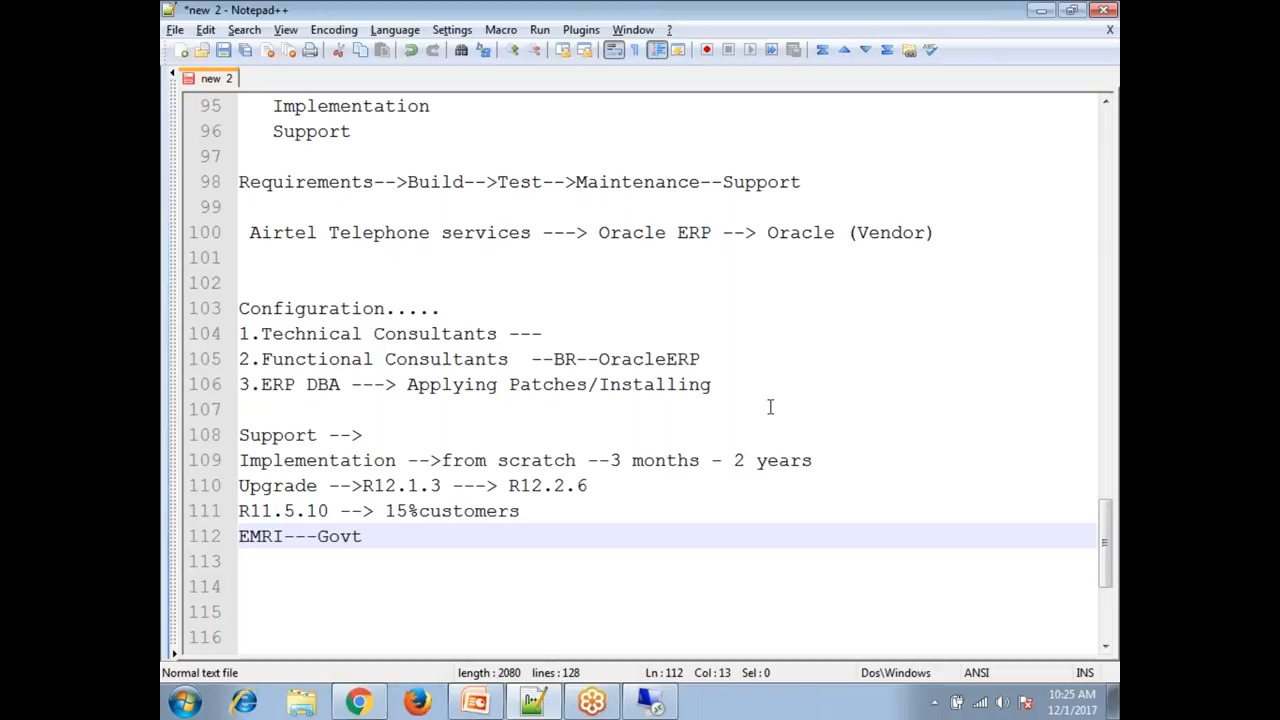 *new 2 - Notepad++
File Edit Search View Encoding Language Settings Macro Run Plugins Window ? X
new 2
95 Implementation
96 Support
97
98 Requirements-->Build-->Test-->Maintenance--Support
99
100 Airtel Telephone services ---> Oracle ERP --> Oracle (Vendor)
101
102
103 Configuration.....
104 1.Technical Consultants ---
105 2.Functional Consultants --BR--OracleERP
106 3.ERP DBA ---> Applying Patches/Installing
107
108 Support -->
109 Implementation -->from scratch --3 months - 2 years
110 Upgrade -->R12.1.3 ---> R12.2.6
111 R11.5.10 --> 15%customers
112 EMRI---Govt
113
114
115
116
Normal text file length : 2080 lines : 128 Ln : 112 Col : 13 Sel : 0 Dos\Windows ANSI INS
10:25 AM
12/1/2017